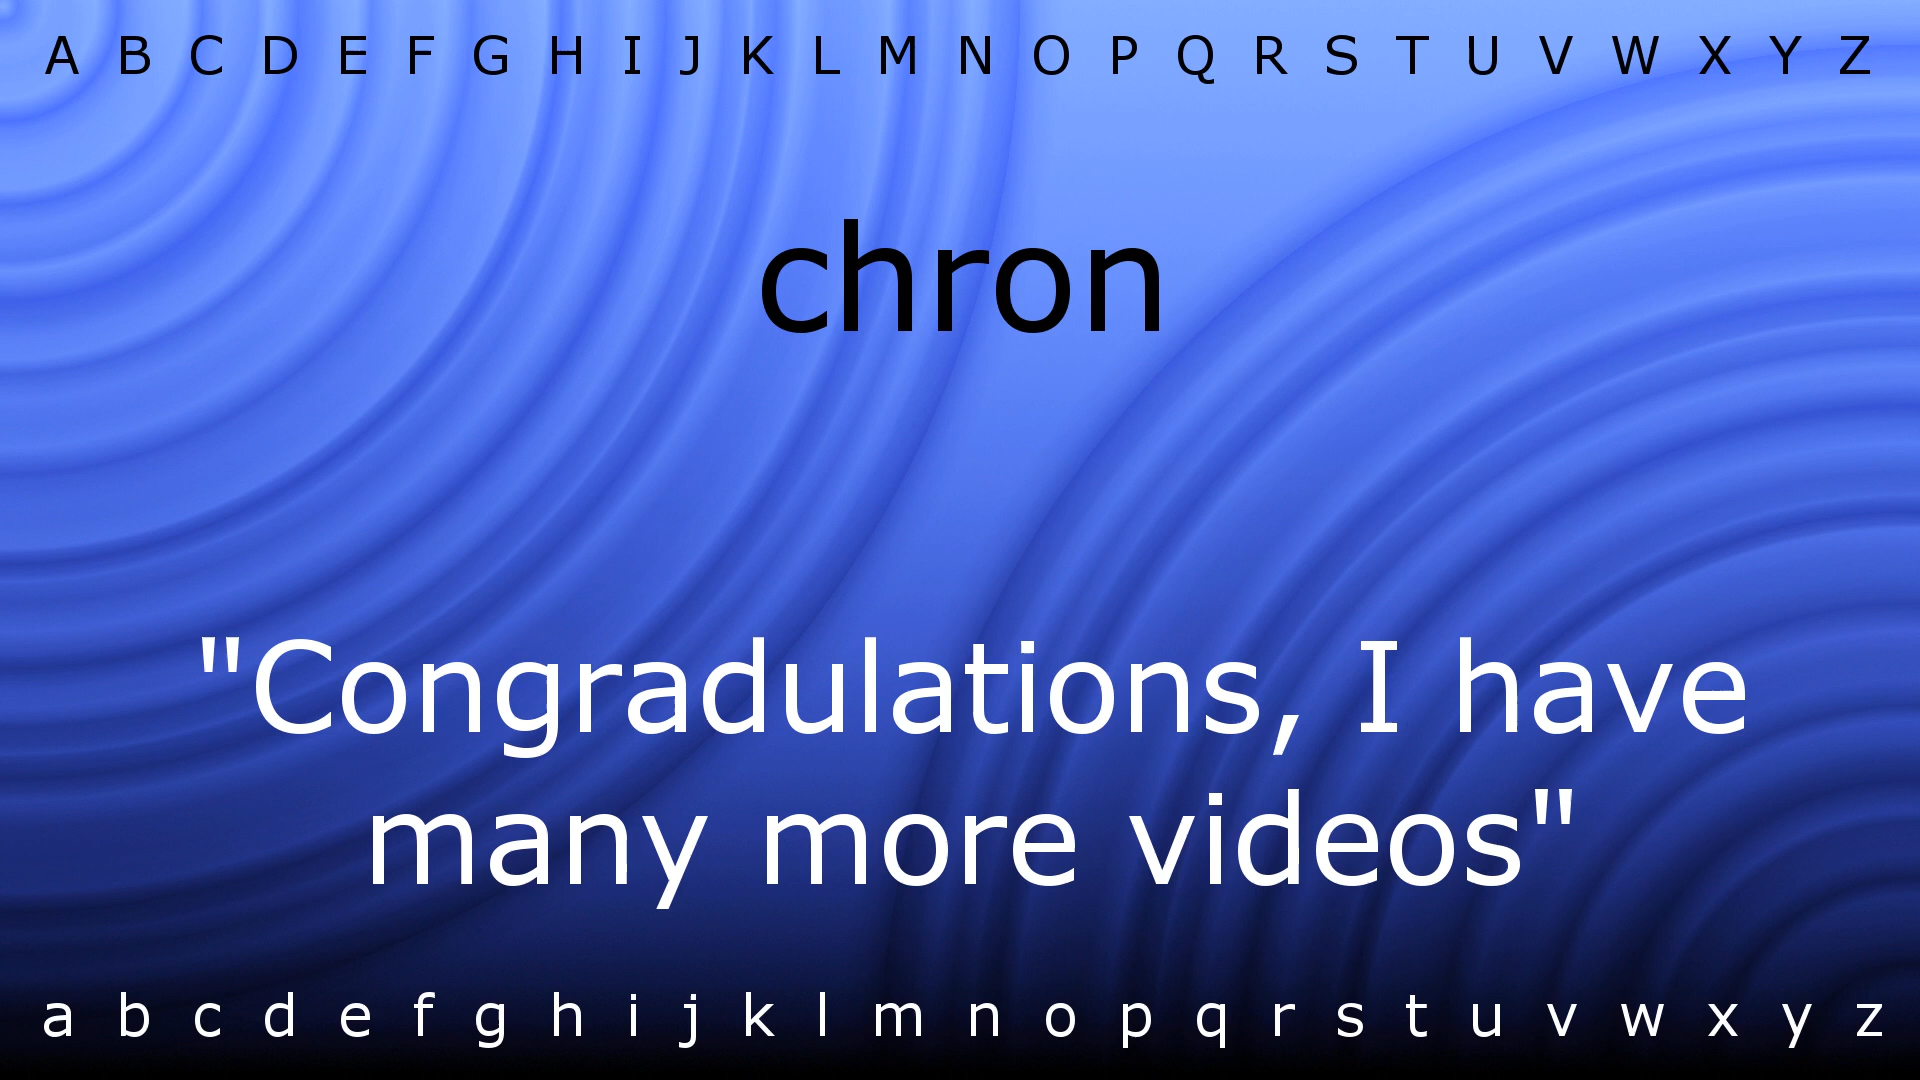 A B C D E F G H I J K L M N O P Q R S T U V W X Y Z
chron
"Congradulations, I have
many more videos"
a b c d e f g h i j k l m n o p q r s t u v w x y z